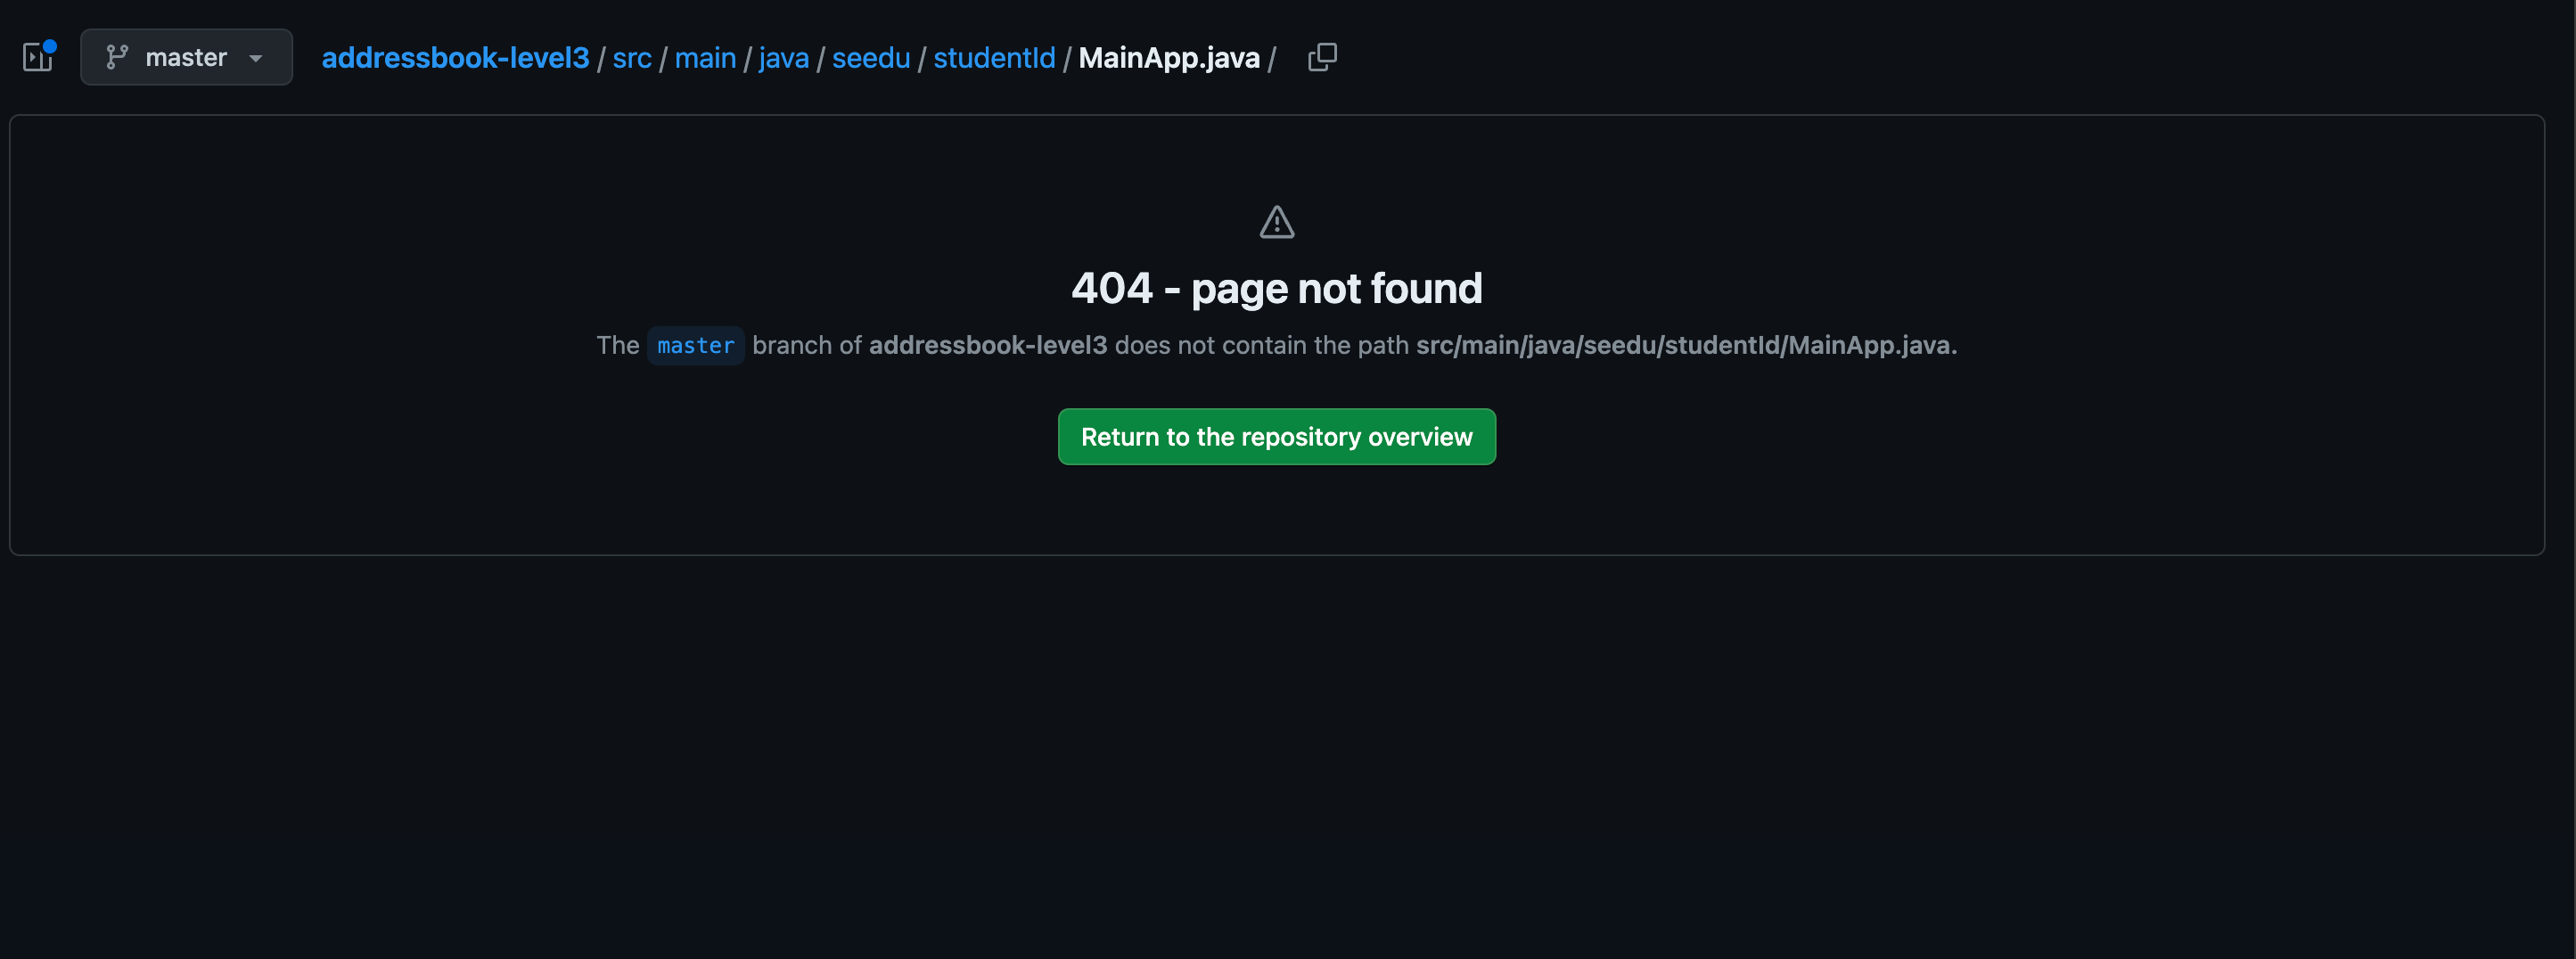 master addressbook-level3 / src / main / java / seedu / studentId / MainApp.java /
404 - page not found
The master branch of addressbook-level3 does not contain the path src/main/java/seedu/studentId/MainApp.java.
Return to the repository overview